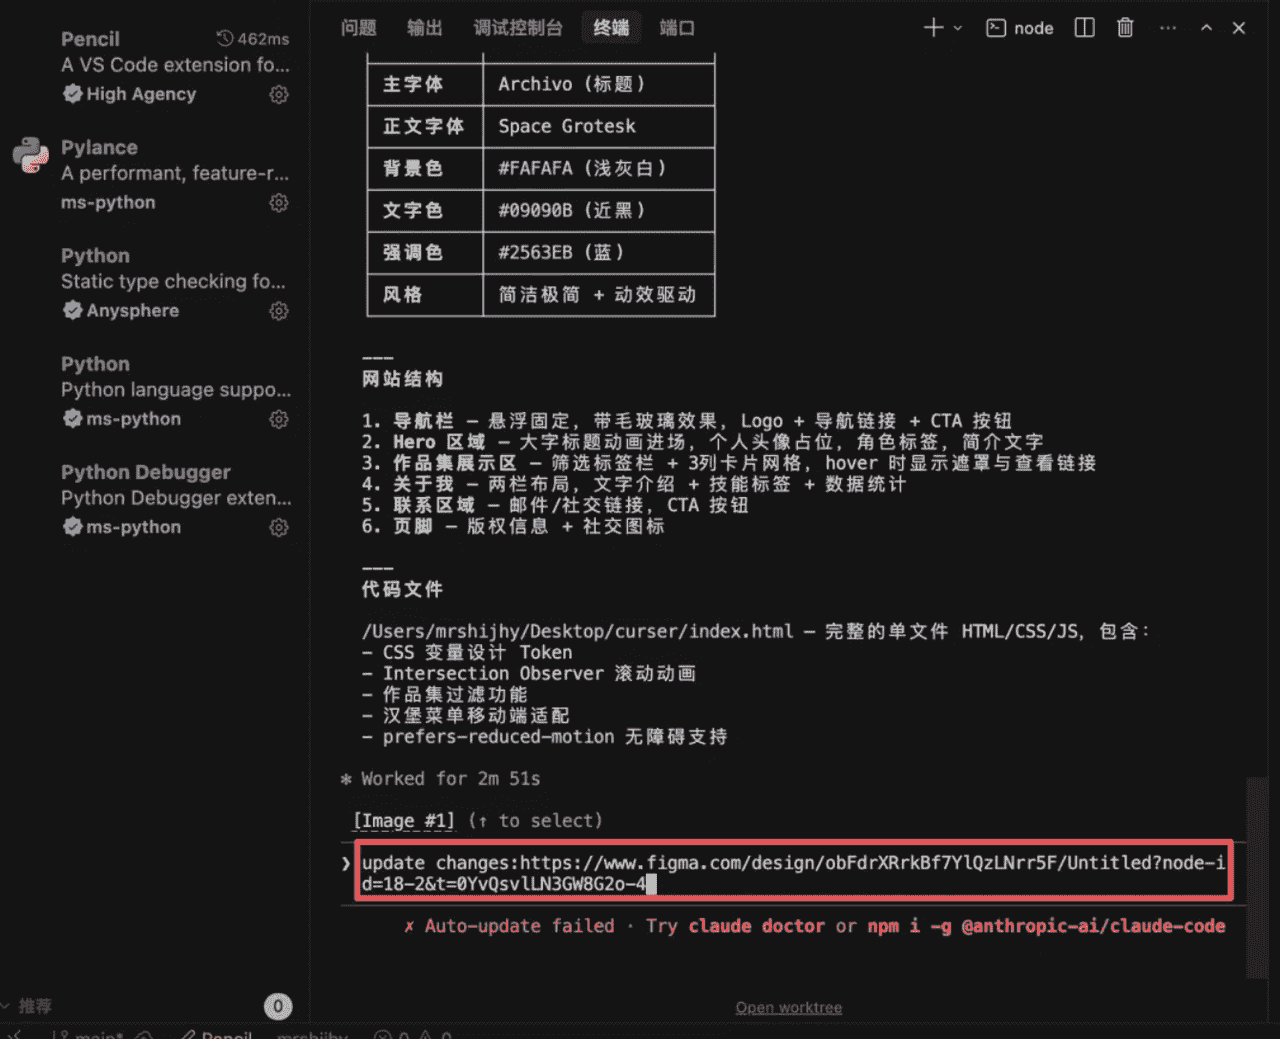 Pencil 462ms
A VS Code extension fo...
High Agency
Pylance
A performant, feature-r...
ms-python
Python
Static type checking fo...
Anysphere
Python
Python language suppo...
ms-python
Python Debugger
Python Debugger exten...
ms-python
推荐 0
问题 输出 调试控制台 终端 端口 node
主字体 Archivo (标题)
正文字体 Space Grotesk
背景色 #FAFAFA (浅灰白)
文字色 #09090B (近黑)
强调色 #2563EB (蓝)
风格 简洁极简 + 动效驱动
———
网站结构
1. 导航栏 — 悬浮固定, 带毛玻璃效果, Logo + 导航链接 + CTA 按钮
2. Hero 区域 — 大字标题动画进场, 个人头像占位, 角色标签, 简介文字
3. 作品集展示区 — 筛选标签栏 + 3列卡片网格, hover 时显示遮罩与查看链接
4. 关于我 — 两栏布局, 文字介绍 + 技能标签 + 数据统计
5. 联系区域 — 邮件/社交链接, CTA 按钮
6. 页脚 — 版权信息 + 社交图标
———
代码文件
/Users/mrshijhy/Desktop/curser/index.html — 完整的单文件 HTML/CSS/JS, 包含:
- CSS 变量设计 Token
- Intersection Observer 滚动动画
- 作品集过滤功能
- 汉堡菜单移动端适配
- prefers-reduced-motion 无障碍支持
✻ Worked for 2m 51s
[Image #1] (↑ to select)
❯ update changes:https://www.figma.com/design/obFdrXRrkBf7YlQzLNrr5F/Untitled?node-i
d=18-2&t=0YvQsvlLN3GW8G2o-4
✗ Auto-update failed · Try claude doctor or npm i -g @anthropic-ai/claude-code
Open worktree
main* Pencil mrshijhy 0 0